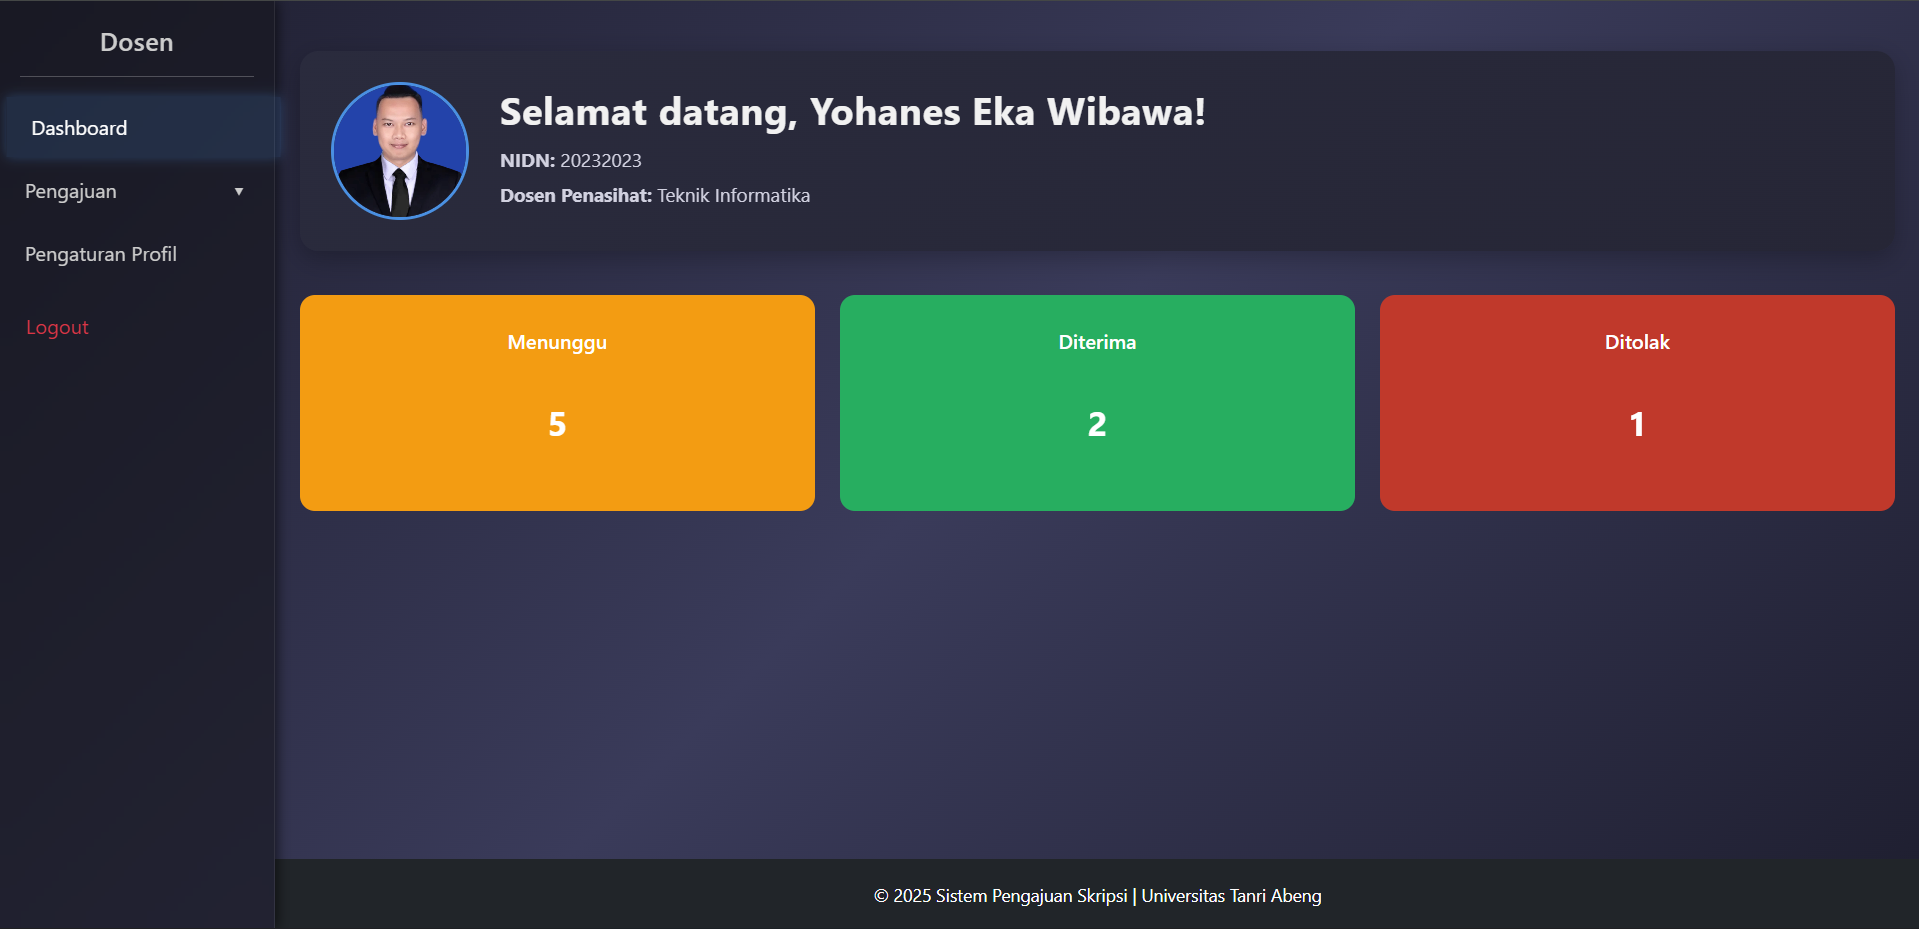 Dosen
Dashboard
Pengajuan ▼
Pengaturan Profil
Logout
Selamat datang, Yohanes Eka Wibawa!
NIDN: 20232023
Dosen Penasihat: Teknik Informatika
Menunggu
5
Diterima
2
Ditolak
1
© 2025 Sistem Pengajuan Skripsi | Universitas Tanri Abeng